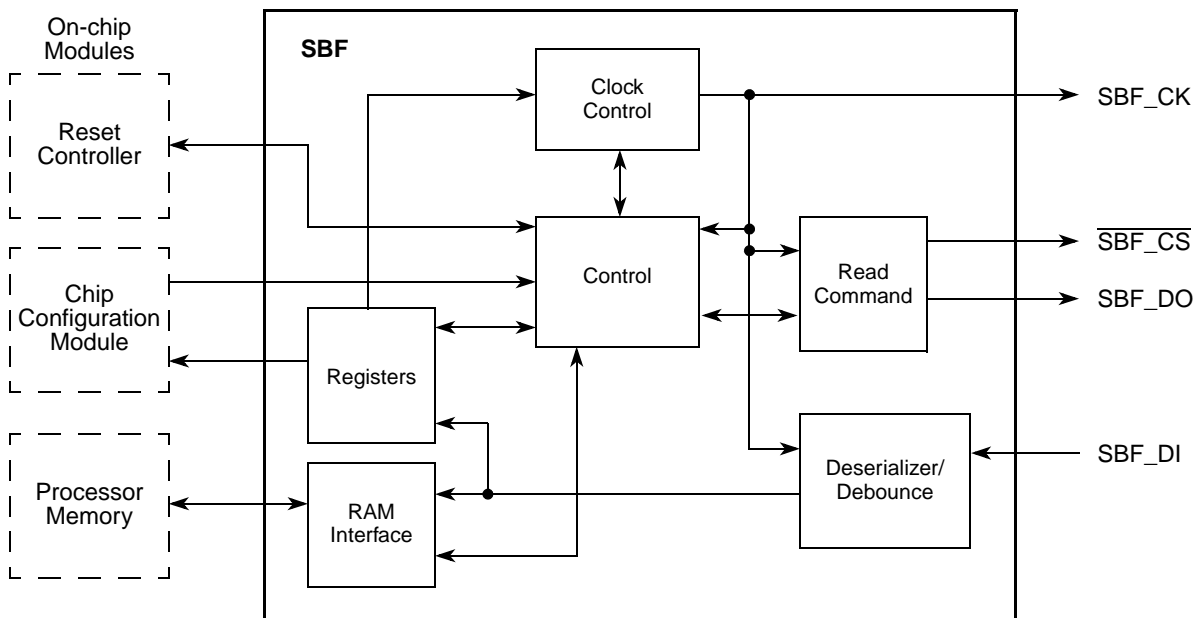 On-chip
Modules
SBF
Reset
Controller
Chip
Configuration
Module
Processor
Memory
Clock
Control
Control
Registers
RAM
Interface
Read
Command
Deserializer/
Debounce
SBF_CK
SBF_CS
SBF_DO
SBF_DI